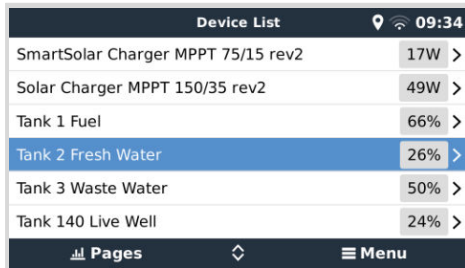 Device List 09:34
SmartSolar Charger MPPT 75/15 rev2 17W
Solar Charger MPPT 150/35 rev2 49W
Tank 1 Fuel 66%
Tank 2 Fresh Water 26%
Tank 3 Waste Water 50%
Tank 140 Live Well 24%
Pages Menu